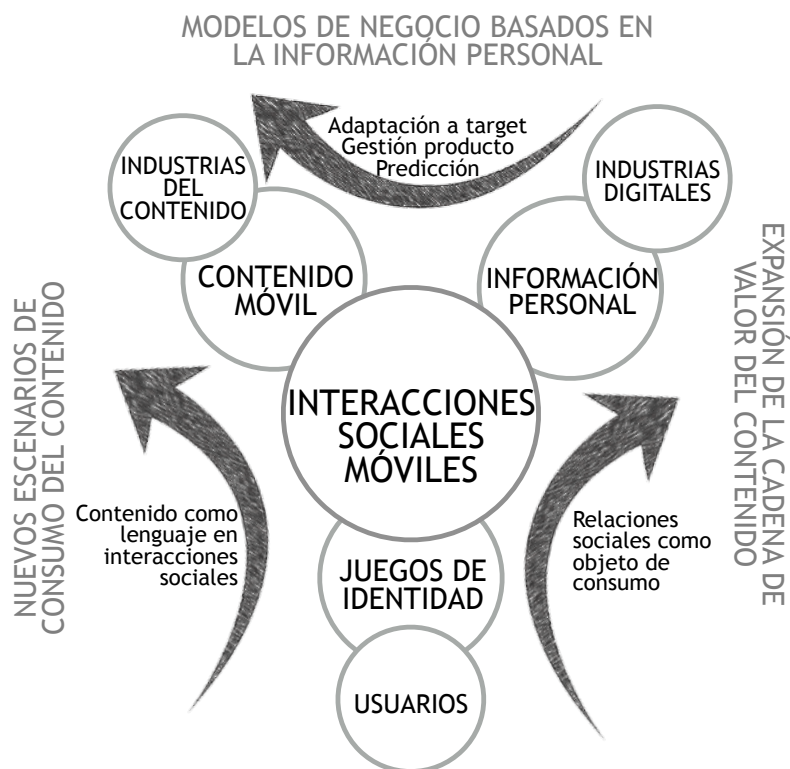 MODELOS DE NEGOCIO BASADOS EN
LA INFORMACIÓN PERSONAL
Adaptación a target
Gestión producto
Predicción
INDUSTRIAS
DEL
CONTENIDO
INDUSTRIAS
DIGITALES
CONTENIDO
MÓVIL
INFORMACIÓN
PERSONAL
NUEVOS ESCENARIOS DE
CONSUMO DEL CONTENIDO
EXPANSIÓN DE LA CADENA DE
VALOR DEL CONTENIDO
INTERACCIONES
SOCIALES
MÓVILES
Contenido como
lenguaje en
interacciones
sociales
Relaciones
sociales como
objeto de
consumo
JUEGOS DE
IDENTIDAD
USUARIOS